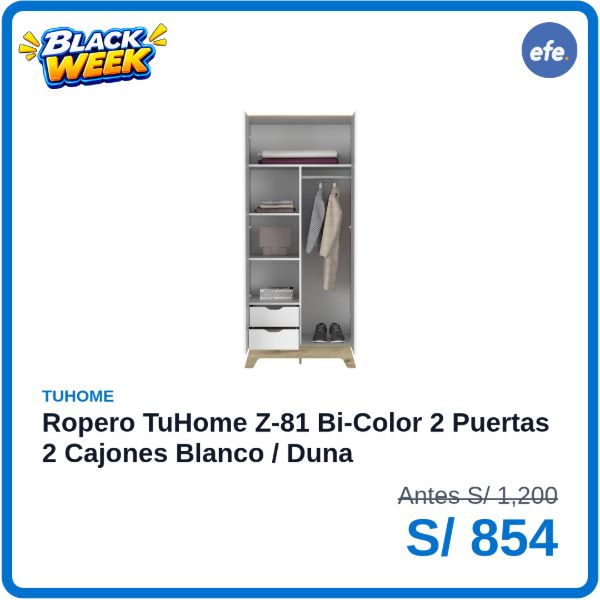 BLACK
WEEK
efe.
TUHOME
Ropero TuHome Z-81 Bi-Color 2 Puertas
2 Cajones Blanco / Duna
Antes S/ 1,200
S/ 854